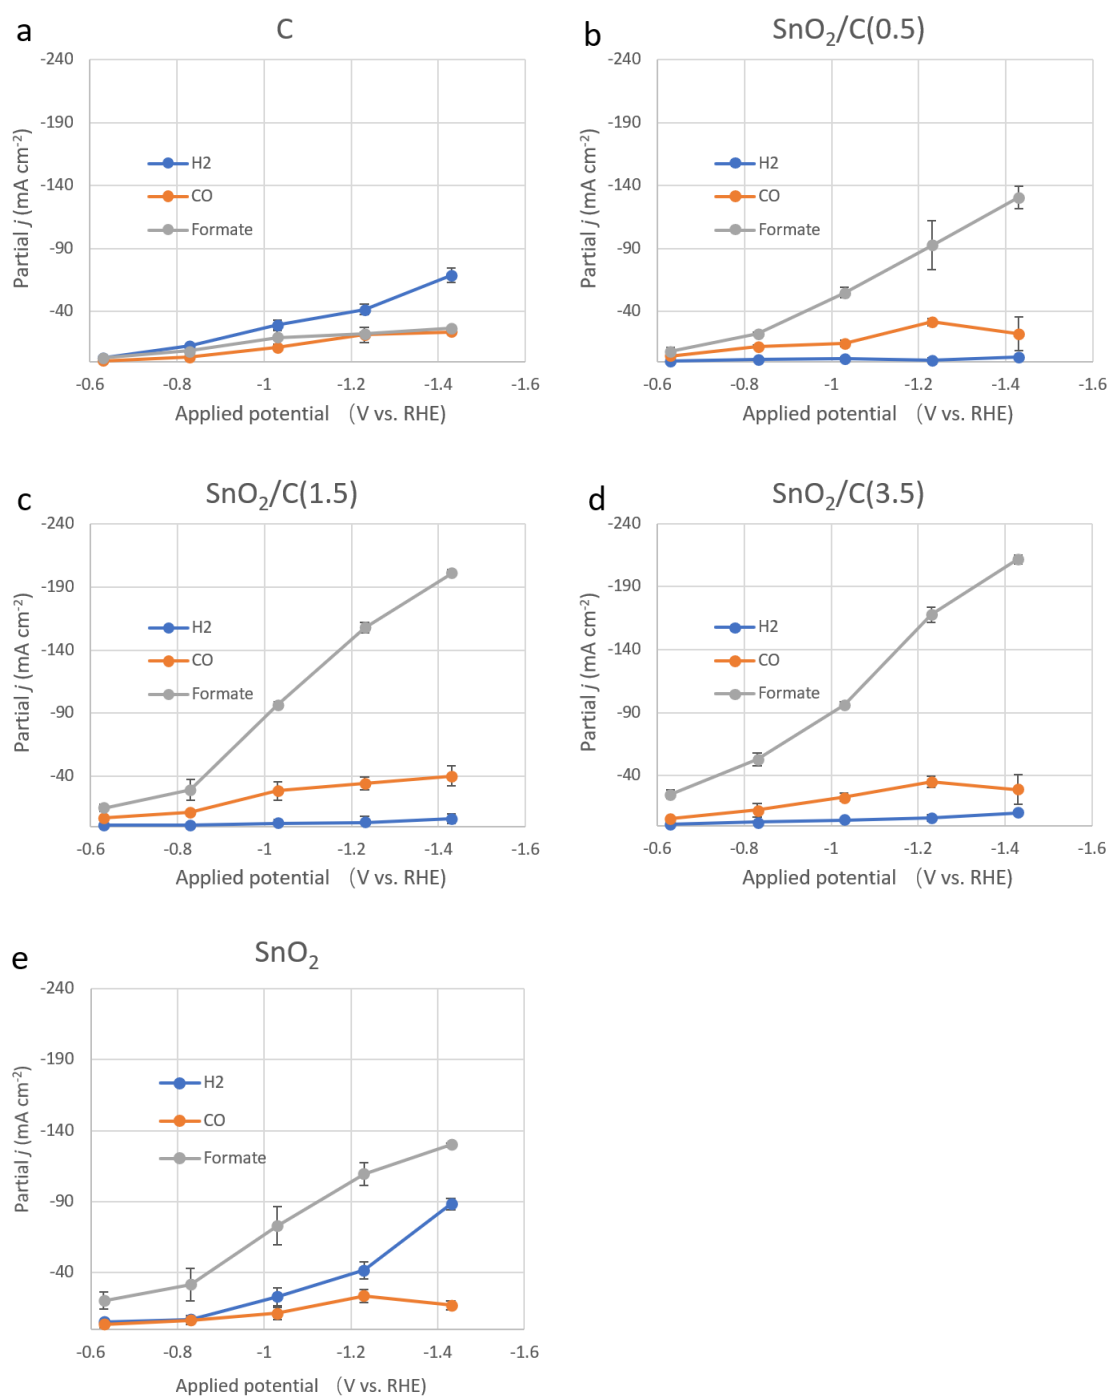 a
C
-240
-190
-140
-90
-40
Partial j (mA cm⁻²)
H2
CO
Formate
-0.6 -0.8 -1 -1.2 -1.4 -1.6
Applied potential （V vs. RHE)
b
SnO₂/C(0.5)
-240
-190
-140
-90
-40
Partial j (mA cm⁻²)
H2
CO
Formate
-0.6 -0.8 -1 -1.2 -1.4 -1.6
Applied potential （V vs. RHE)
c
SnO₂/C(1.5)
-240
-190
-140
-90
-40
Partial j (mA cm⁻²)
H2
CO
Formate
-0.6 -0.8 -1 -1.2 -1.4 -1.6
Applied potential （V vs. RHE)
d
SnO₂/C(3.5)
-240
-190
-140
-90
-40
Partial j (mA cm⁻²)
H2
CO
Formate
-0.6 -0.8 -1 -1.2 -1.4 -1.6
Applied potential （V vs. RHE)
e
SnO₂
-240
-190
-140
-90
-40
Partial j (mA cm⁻²)
H2
CO
Formate
-0.6 -0.8 -1 -1.2 -1.4 -1.6
Applied potential （V vs. RHE)